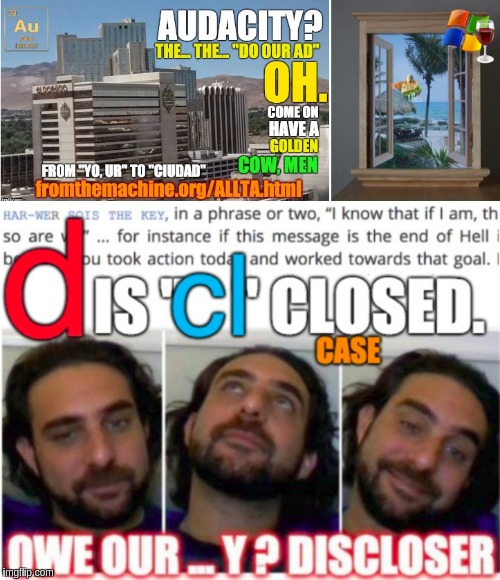 79
Au
AUDACITY?
THE... THE... "DO OUR AD"
OH.
COME ON
HAVE A
GOLDEN
COW, MEN
FROM "YO, UR" TO "CIUDAD"
fromthemachine.org/ALLTA.html
ELDORADO
HAR-WER IS THE KEY, in a phrase or two, “I know that if I am, th
so are ” ... for instance if this message is the end of Hell i
u took action toda and worked towards that goal. I
d IS "cl" CLOSED.
CASE
OWE OUR ... Y ? DISCLOSER
imgflip.com